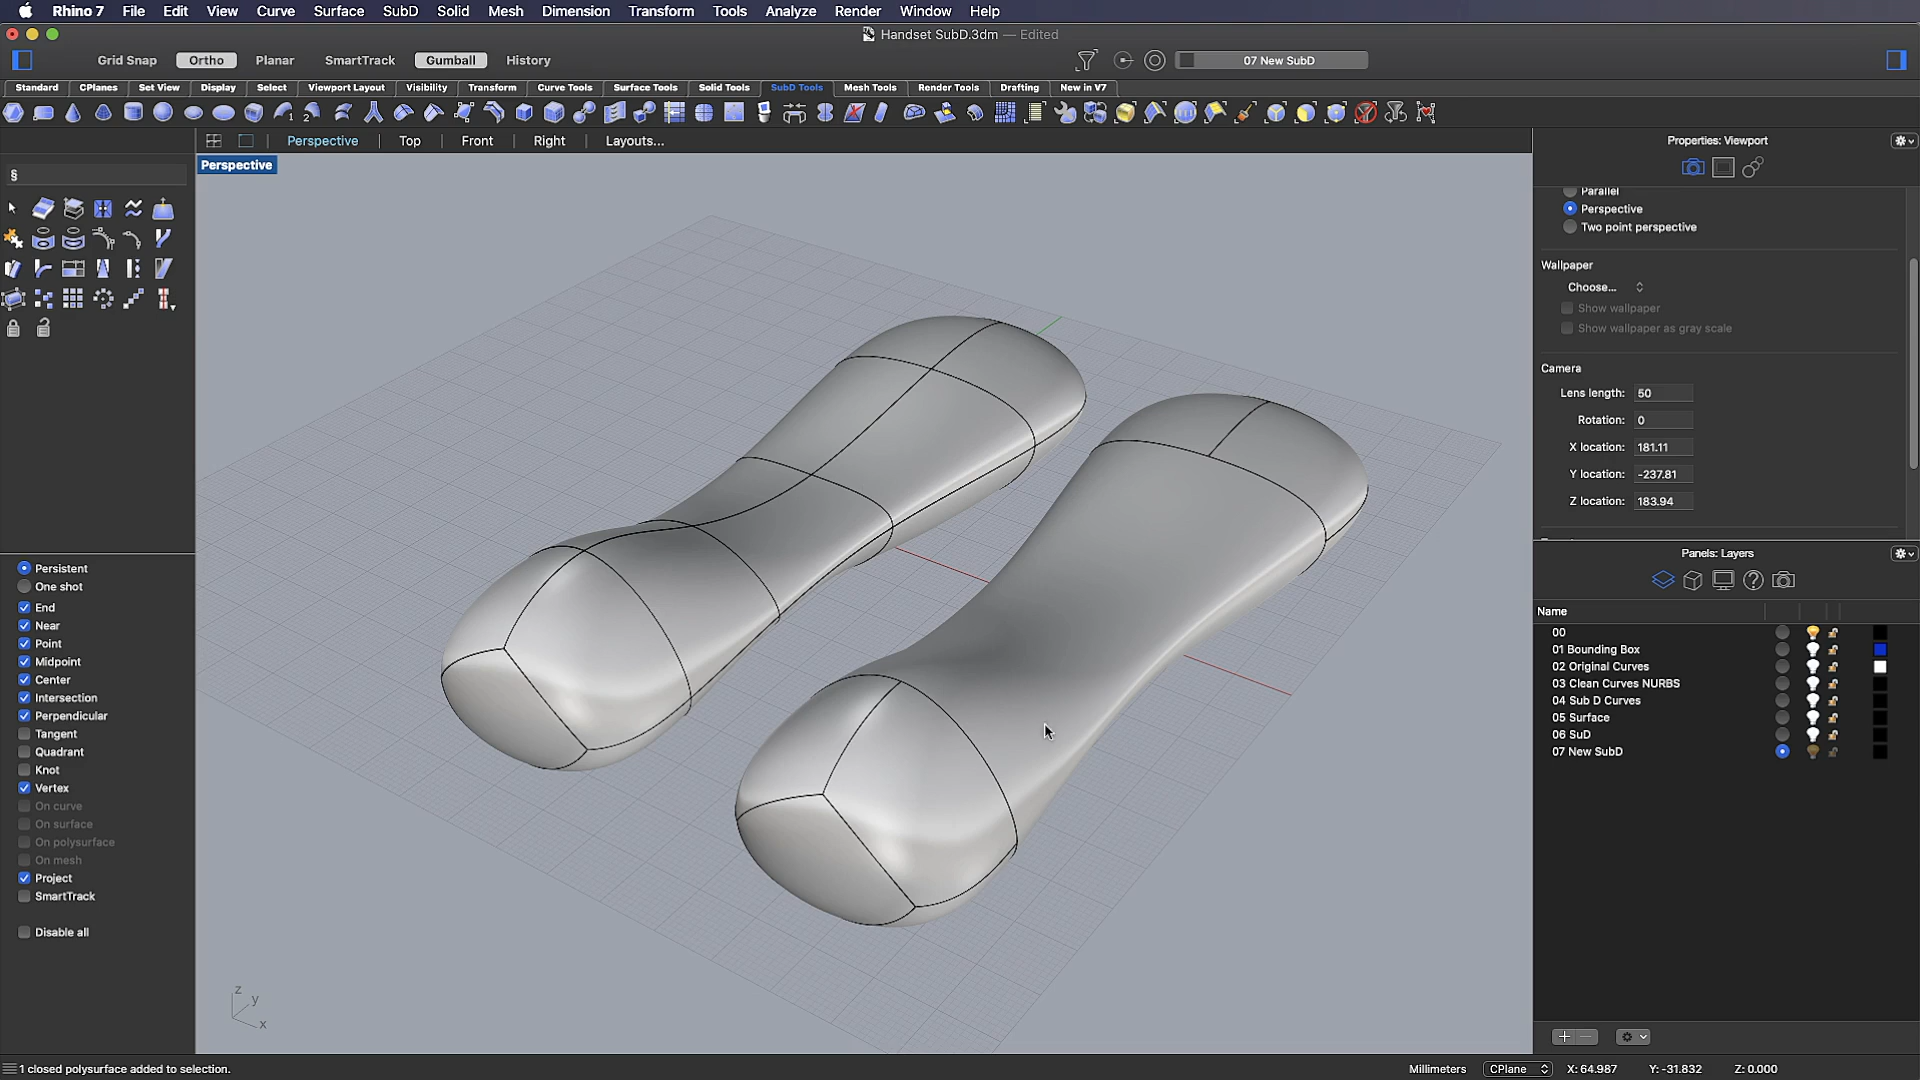 Rhino 7 File Edit View Curve Surface SubD Solid Mesh Dimension Transform Tools Analyze Render Window Help
Handset SubD.3dm — Edited
Grid Snap Ortho Planar SmartTrack Gumball History 07 New SubD
Standard CPlanes Set View Display Select Viewport Layout Visibility Transform Curve Tools Surface Tools Solid Tools SubD Tools Mesh Tools Render Tools Drafting New in V7
Perspective Top Front Right Layouts... Properties: Viewport
Perspective
§
Parallel
Perspective
Two point perspective
Wallpaper
Choose...
Show wallpaper
Show wallpaper as gray scale
Camera
Lens length: 50
Rotation: 0
X location: 181.11
Y location: -237.81
Z location: 183.94
Panels: Layers
Name
00
01 Bounding Box
02 Original Curves
03 Clean Curves NURBS
04 Sub D Curves
05 Surface
06 SuD
07 New SubD
Persistent
One shot
End
Near
Point
Midpoint
Center
Intersection
Perpendicular
Tangent
Quadrant
Knot
Vertex
On curve
On surface
On polysurface
On mesh
Project
SmartTrack
Disable all
z
y
x
1 closed polysurface added to selection. Millimeters CPlane X: 64.987 Y: -31.832 Z: 0.000